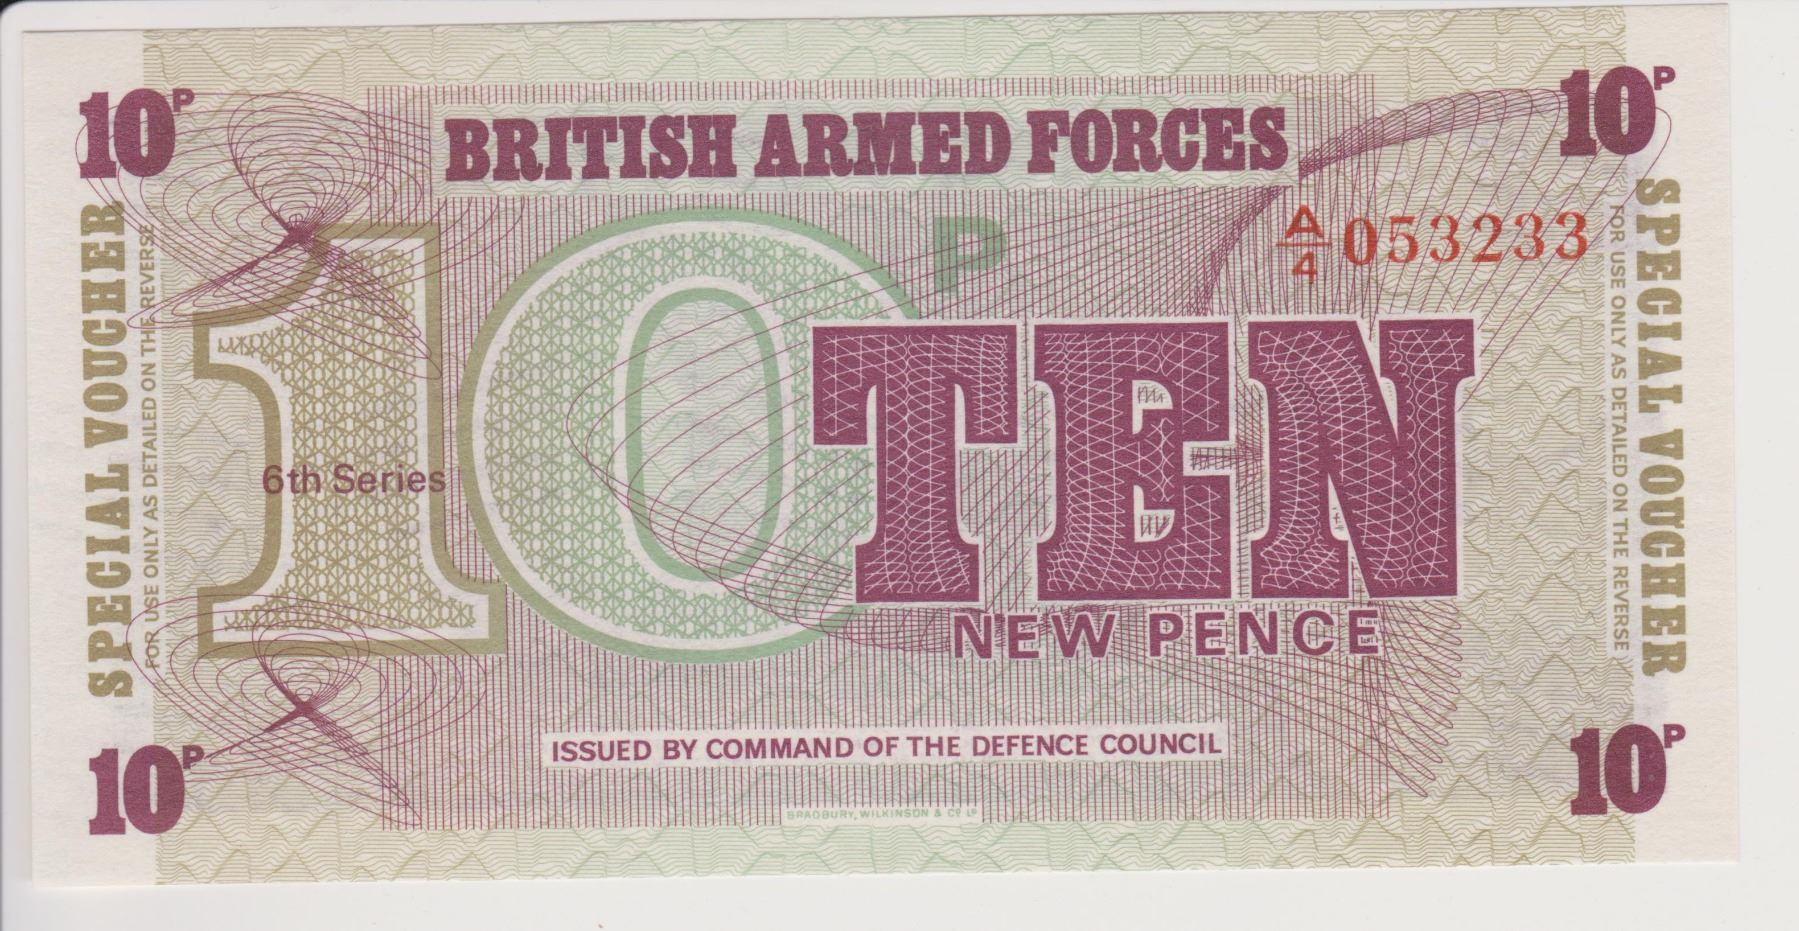 10P
BRITISH ARMED FORCES
10P
SPECIAL VOUCHER
FOR USE ONLY AS DETAILED ON THE REVERSE
10P
A/4 053233
6th Series
TEN
NEW PENCE
FOR USE ONLY AS DETAILED ON THE REVERSE
SPECIAL VOUCHER
ISSUED BY COMMAND OF THE DEFENCE COUNCIL
10P
BRADBURY, WILKINSON & Cº Lº
10P